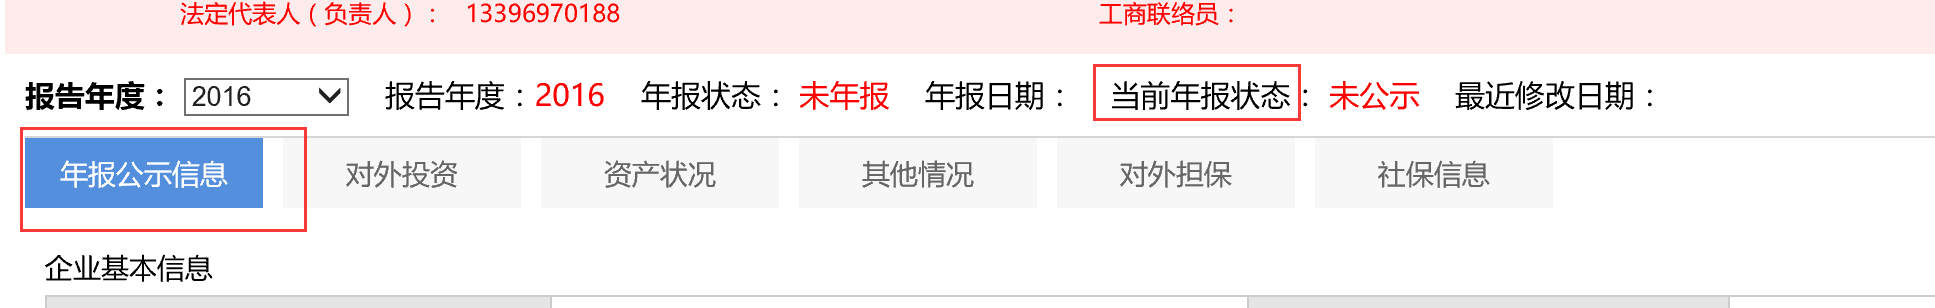 法定代表人（负责人）： 13396970188 工商联络员：
报告年度： 2016 报告年度：2016 年报状态： 未年报 年报日期： 当前年报状态： 未公示 最近修改日期：
年报公示信息 对外投资 资产状况 其他情况 对外担保 社保信息
企业基本信息